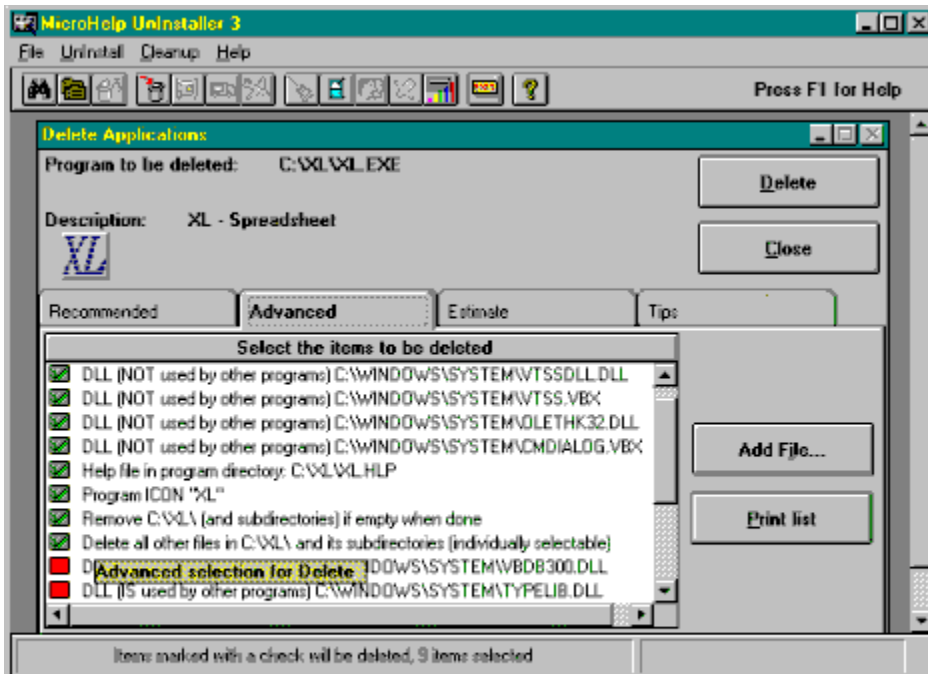 MicroHelp UnInstaller 3
File Uninstall Cleanup Help
Press F1 for Help
Delete Applications
Program to be deleted: C:\XL\XL.EXE
Delete
Description: XL - Spreadsheet
XL
Close
Recommended Advanced Estimate Tips
Select the items to be deleted
DLL (NOT used by other programs) C:\WINDOWS\SYSTEM\VTSSDLL.DLL
DLL (NOT used by other programs) C:\WINDOWS\SYSTEM\VTSS.VBX
DLL (NOT used by other programs) C:\WINDOWS\SYSTEM\OLETHK32.DLL
DLL (NOT used by other programs) C:\WINDOWS\SYSTEM\CMDIALOG.VBX
Add File...
Help file in program directory: C:\XL\XL.HLP
Program ICON "XL"
Remove C:\XL\ (and subdirectories) if empty when done
Print list
Delete all other files in C:\XL\ and its subdirectories (individually selectable)
Advanced selection for Delete DOWS\SYSTEM\VBDB300.DLL
DLL (IS used by other programs) C:\WINDOWS\SYSTEM\TYPELIB.DLL
Items marked with a check will be deleted, 9 items selected